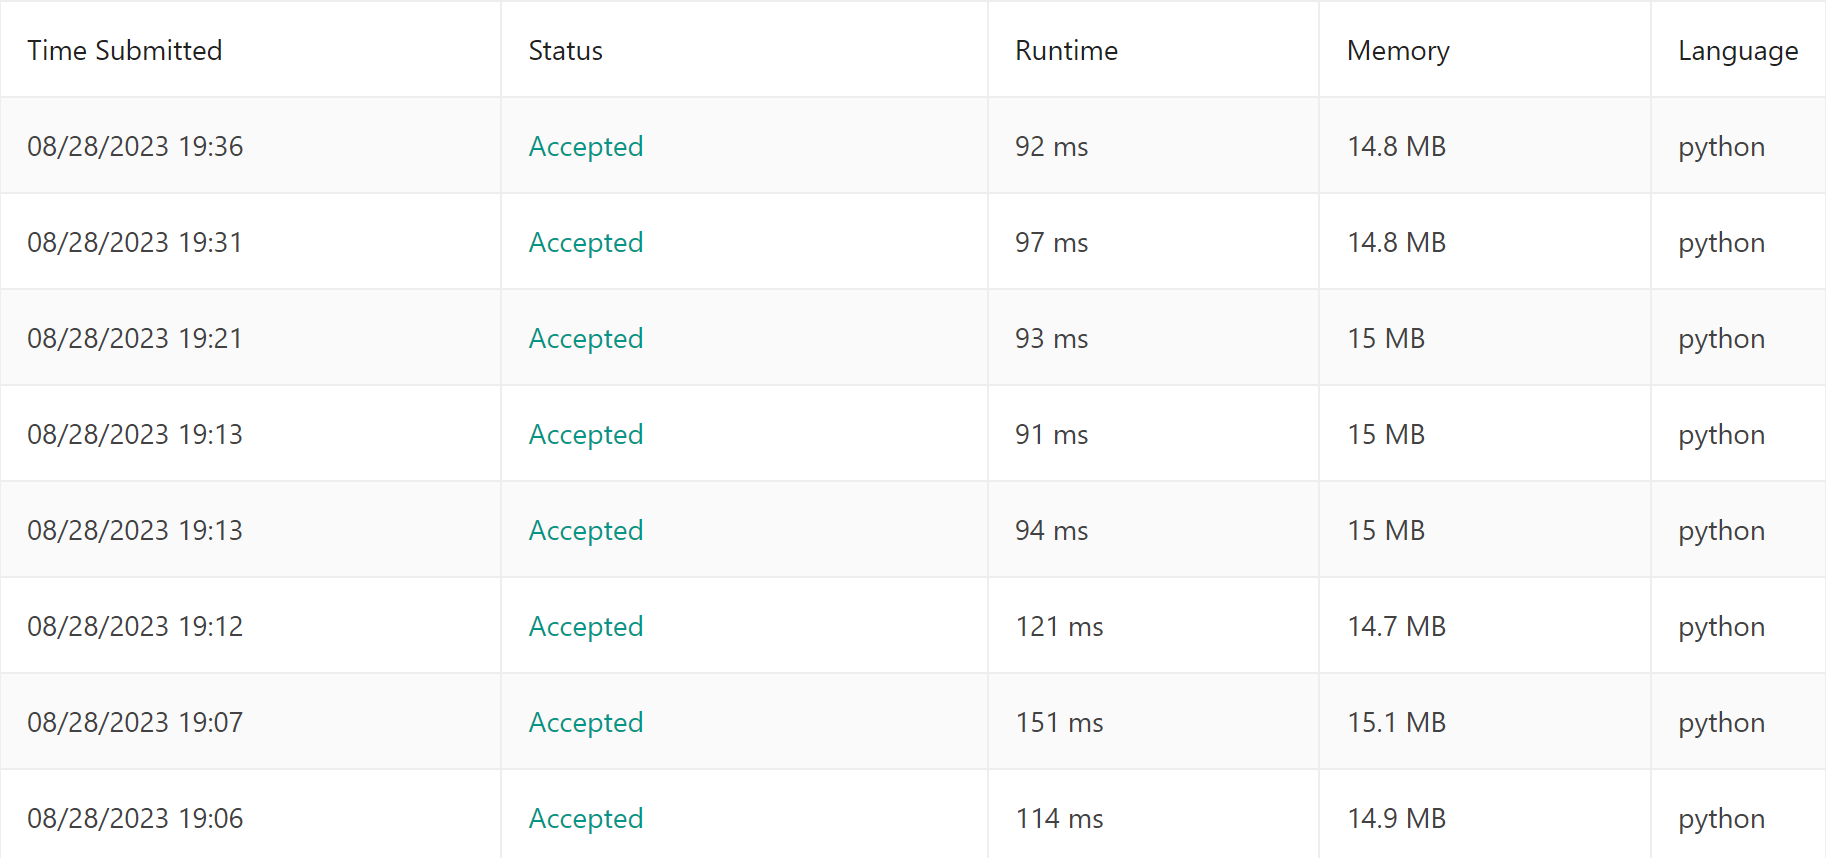 Time Submitted Status Runtime Memory Language
08/28/2023 19:36 Accepted 92 ms 14.8 MB python
08/28/2023 19:31 Accepted 97 ms 14.8 MB python
08/28/2023 19:21 Accepted 93 ms 15 MB python
08/28/2023 19:13 Accepted 91 ms 15 MB python
08/28/2023 19:13 Accepted 94 ms 15 MB python
08/28/2023 19:12 Accepted 121 ms 14.7 MB python
08/28/2023 19:07 Accepted 151 ms 15.1 MB python
08/28/2023 19:06 Accepted 114 ms 14.9 MB python